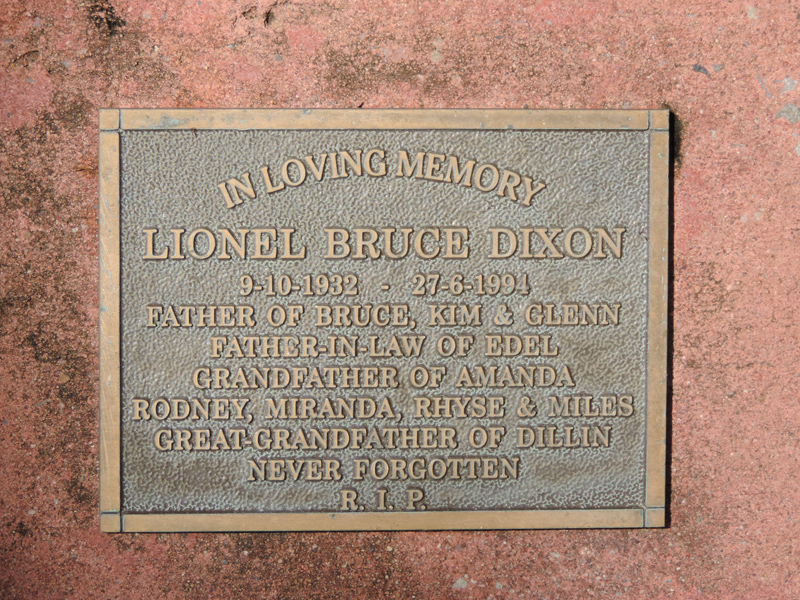 IN LOVING MEMORY
LIONEL BRUCE DIXON
9-10-1932 - 27-6-1994
FATHER OF BRUCE, KIM & GLENN
FATHER-IN-LAW OF EDEL
GRANDFATHER OF AMANDA
RODNEY, MIRANDA, RHYSE & MILES
GREAT-GRANDFATHER OF DILLIN
NEVER FORGOTTEN
R. I. P.